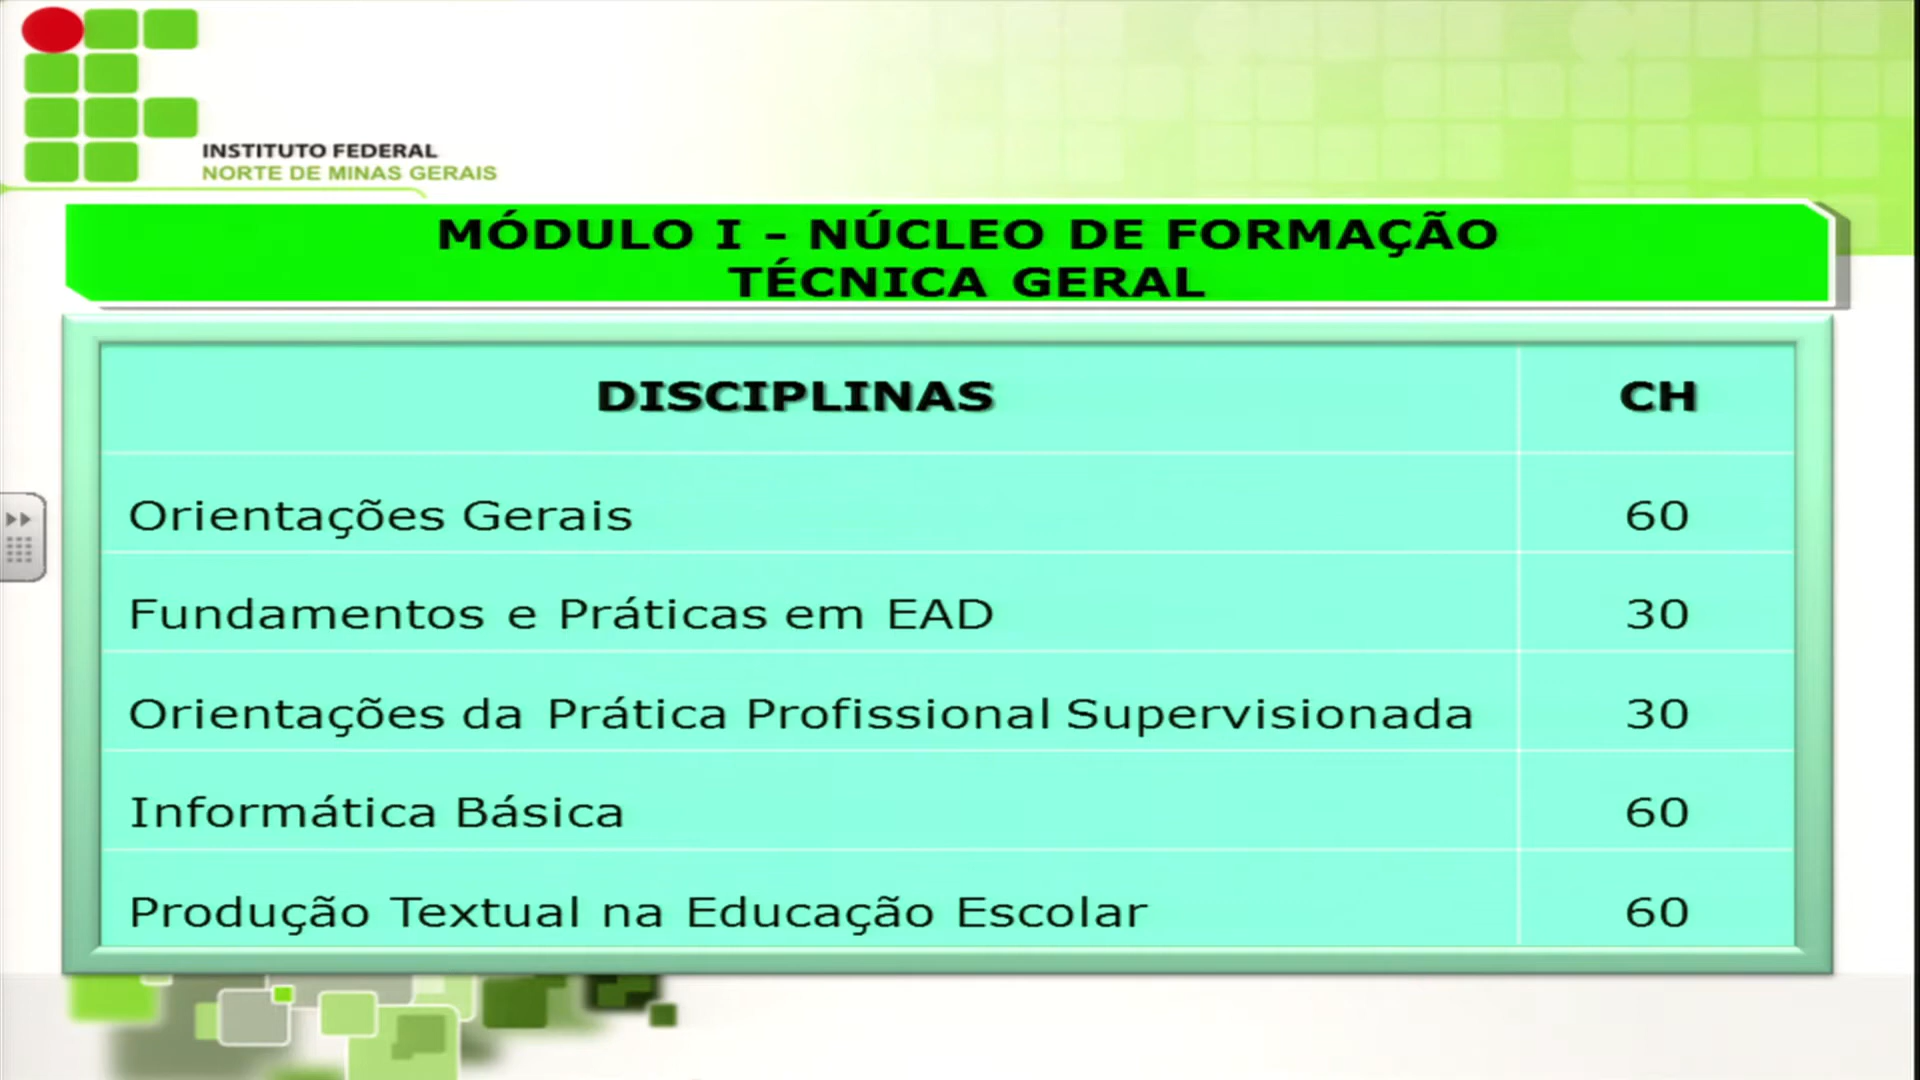 INSTITUTO FEDERAL
NORTE DE MINAS GERAIS
MÓDULO I - NÚCLEO DE FORMAÇÃO
TÉCNICA GERAL
DISCIPLINAS CH
Orientações Gerais 60
Fundamentos e Práticas em EAD 30
Orientações da Prática Profissional Supervisionada 30
Informática Básica 60
Produção Textual na Educação Escolar 60